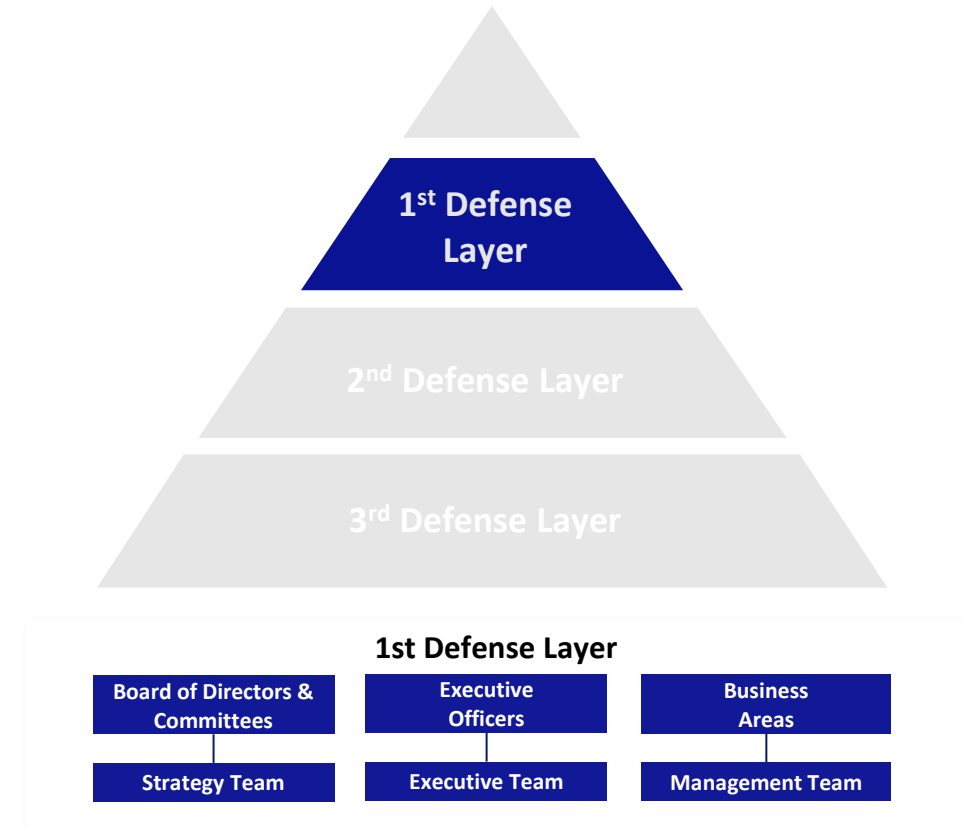 1st Defense
Layer
2nd Defense Layer
3rd Defense Layer
1st Defense Layer
Board of Directors &
Committees
Executive
Officers
Business
Areas
Strategy Team
Executive Team
Management Team